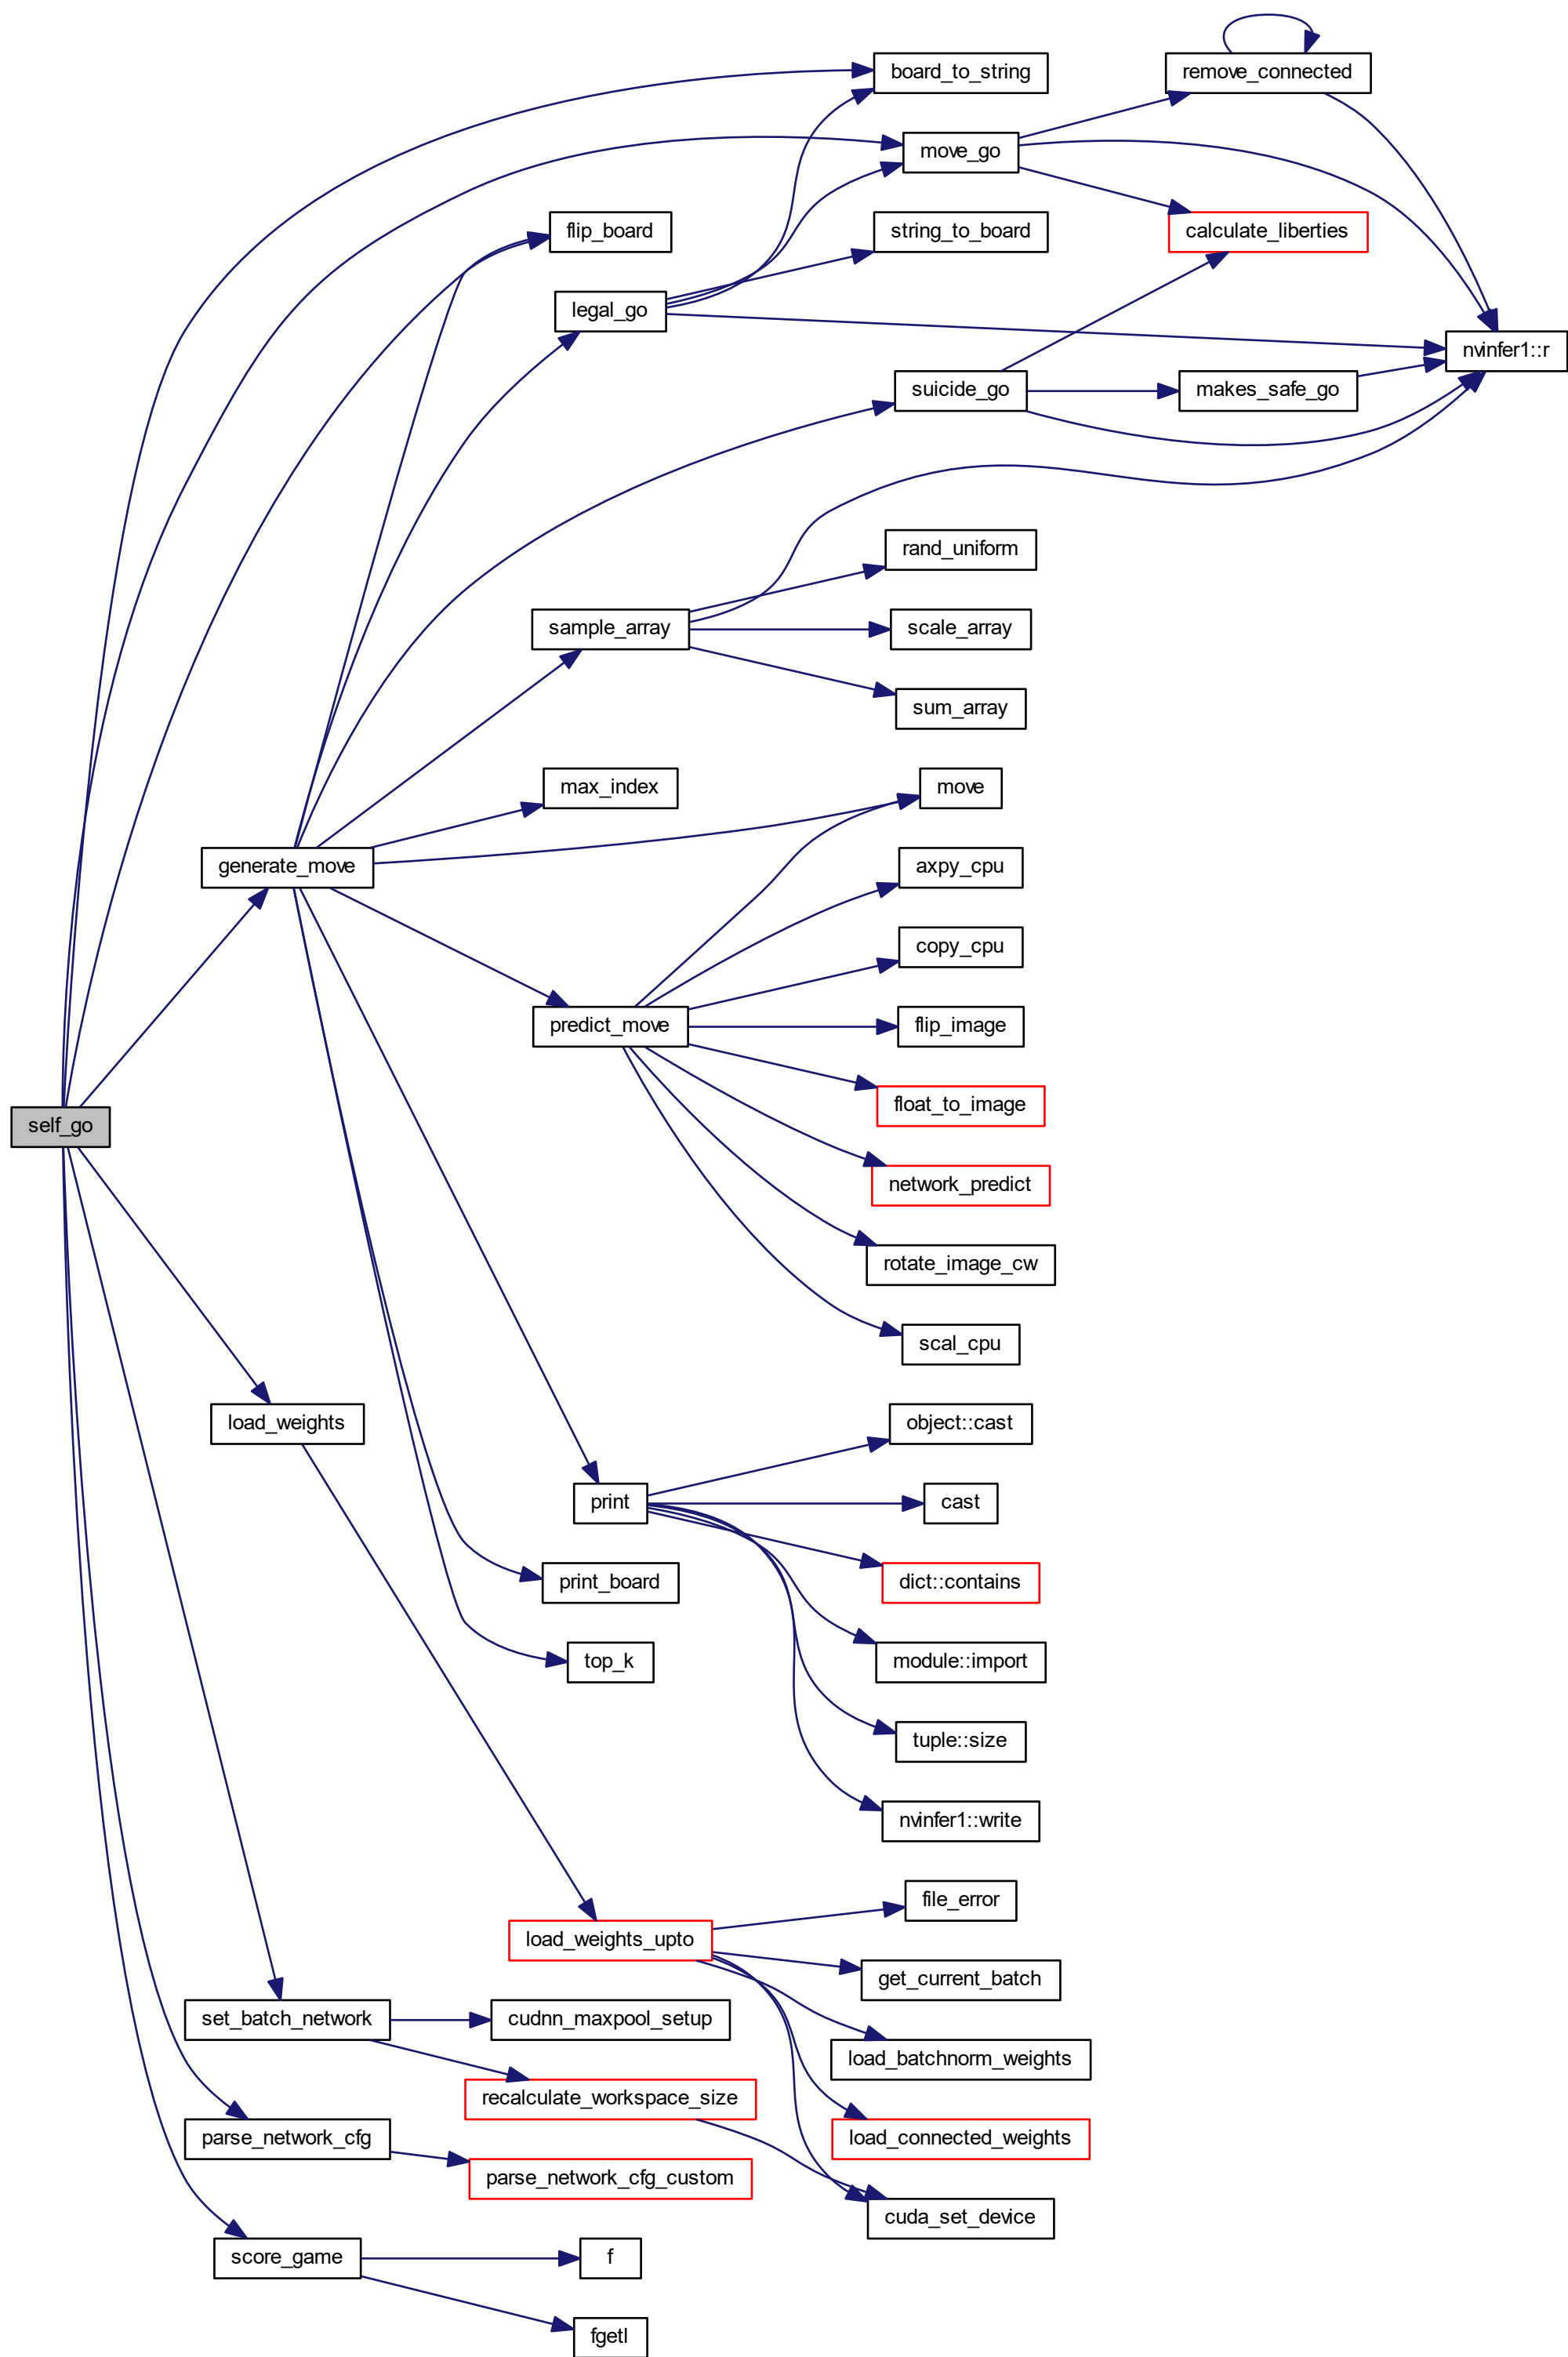 board_to_string
remove_connected
move_go
flip_board
string_to_board
calculate_liberties
legal_go
nvinfer1::r
suicide_go
makes_safe_go
rand_uniform
sample_array
scale_array
sum_array
max_index
move
generate_move
axpy_cpu
copy_cpu
predict_move
flip_image
float_to_image
self_go
network_predict
rotate_image_cw
scal_cpu
load_weights
object::cast
print
cast
print_board
dict::contains
top_k
module::import
tuple::size
nvinfer1::write
file_error
load_weights_upto
get_current_batch
set_batch_network
cudnn_maxpool_setup
load_batchnorm_weights
recalculate_workspace_size
parse_network_cfg
load_connected_weights
parse_network_cfg_custom
cuda_set_device
score_game
f
fgetl